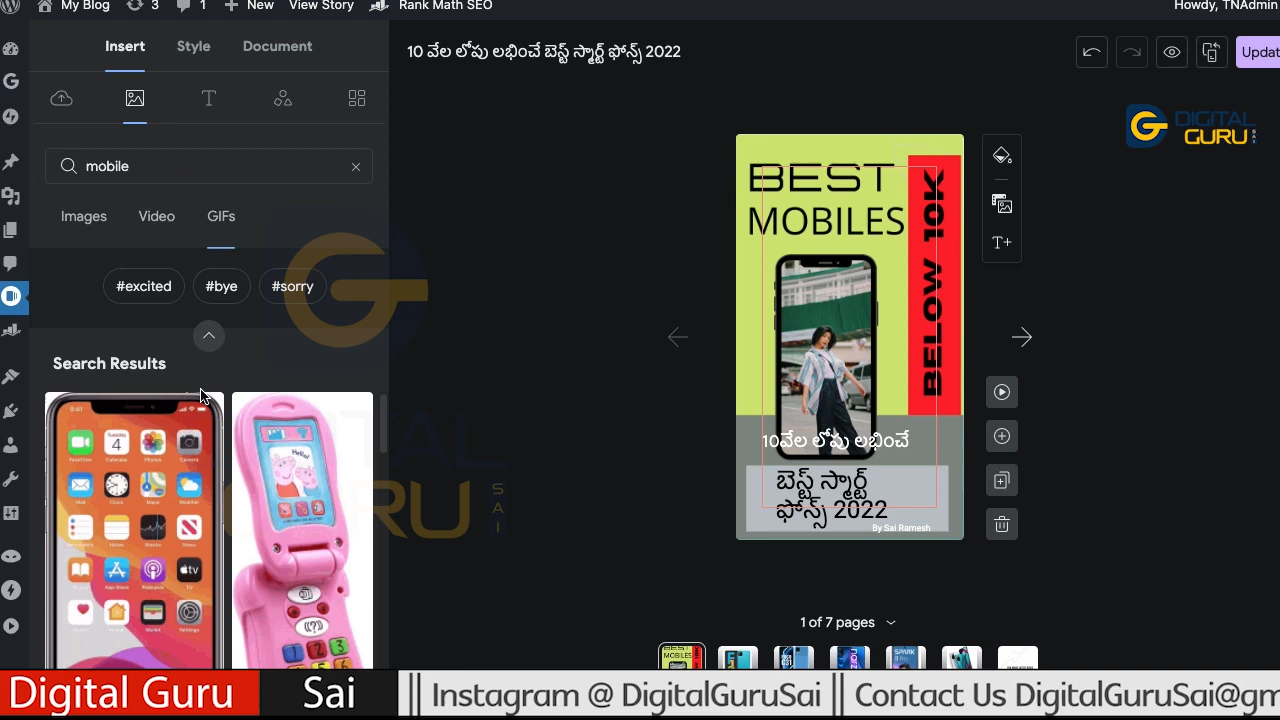 My Blog 3 1 New View Story Rank Math SEO Howdy, TNAdmin
Insert Style Document
10 వేల లోపు లభించే బెస్ట్ స్మార్ట్ ఫోన్స్ 2022
Updat
mobile
Images Video GIFs
#excited #bye #sorry
Search Results
DIGITAL
GURU
SAI
BEST
MOBILES
BELOW 10K
10వేల లోపు లభించే
బెస్ట్ స్మార్ట్
ఫోన్స్ 2022
By Sai Ramesh
1 of 7 pages
Digital Guru Sai || Instagram @ DigitalGuruSai || Contact Us DigitalGuruSai@gm